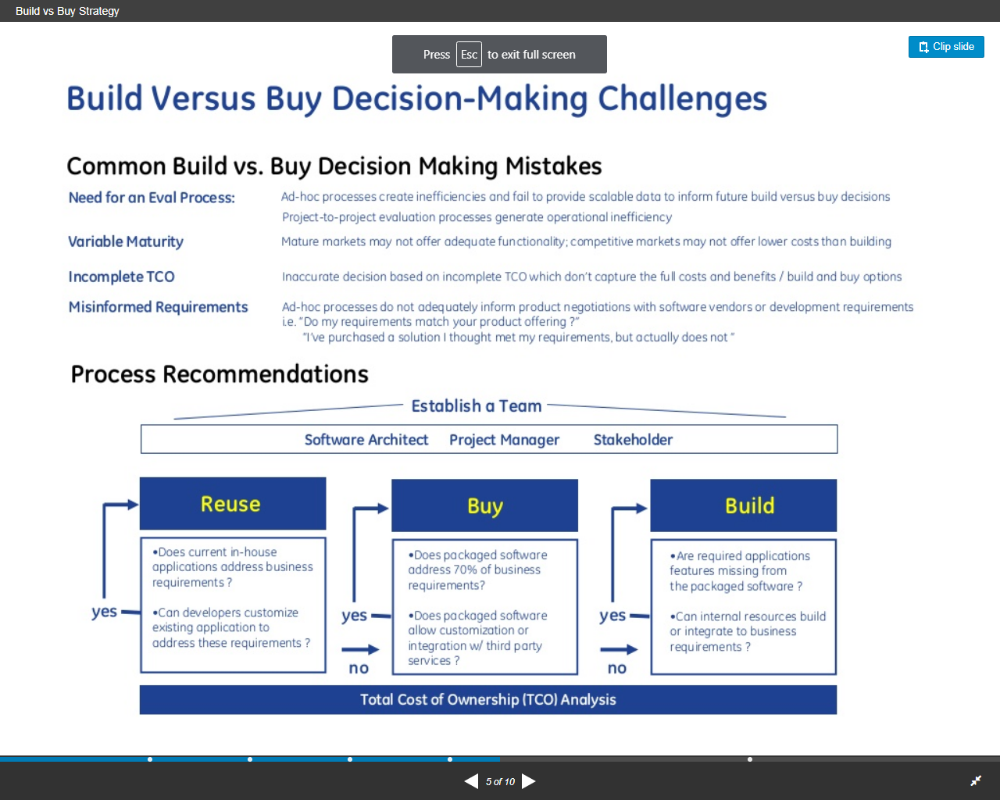 Build vs Buy Strategy
Press Esc to exit full screen
Clip slide
Build Versus Buy Decision-Making Challenges
Common Build vs. Buy Decision Making Mistakes
Need for an Eval Process: Ad-hoc processes create inefficiencies and fail to provide scalable data to inform future build versus buy decisions
Project-to-project evaluation processes generate operational inefficiency
Variable Maturity Mature markets may not offer adequate functionality; competitive markets may not offer lower costs than building
Incomplete TCO Inaccurate decision based on incomplete TCO which don't capture the full costs and benefits / build and buy options
Misinformed Requirements Ad-hoc processes do not adequately inform product negotiations with software vendors or development requirements
i.e. "Do my requirements match your product offering ?"
"I've purchased a solution I thought met my requirements, but actually does not "
Process Recommendations
Establish a Team
Software Architect Project Manager Stakeholder
Reuse
•Does current in-house
applications address business
requirements ?
•Can developers customize
existing application to
address these requirements ?
yes
Buy
•Does packaged software
address 70% of business
requirements?
•Does packaged software
allow customization or
integration w/ third party
services ?
yes
no
Build
•Are required applications
features missing from
the packaged software ?
•Can internal resources build
or integrate to business
requirements ?
yes
no
Total Cost of Ownership (TCO) Analysis
5 of 10